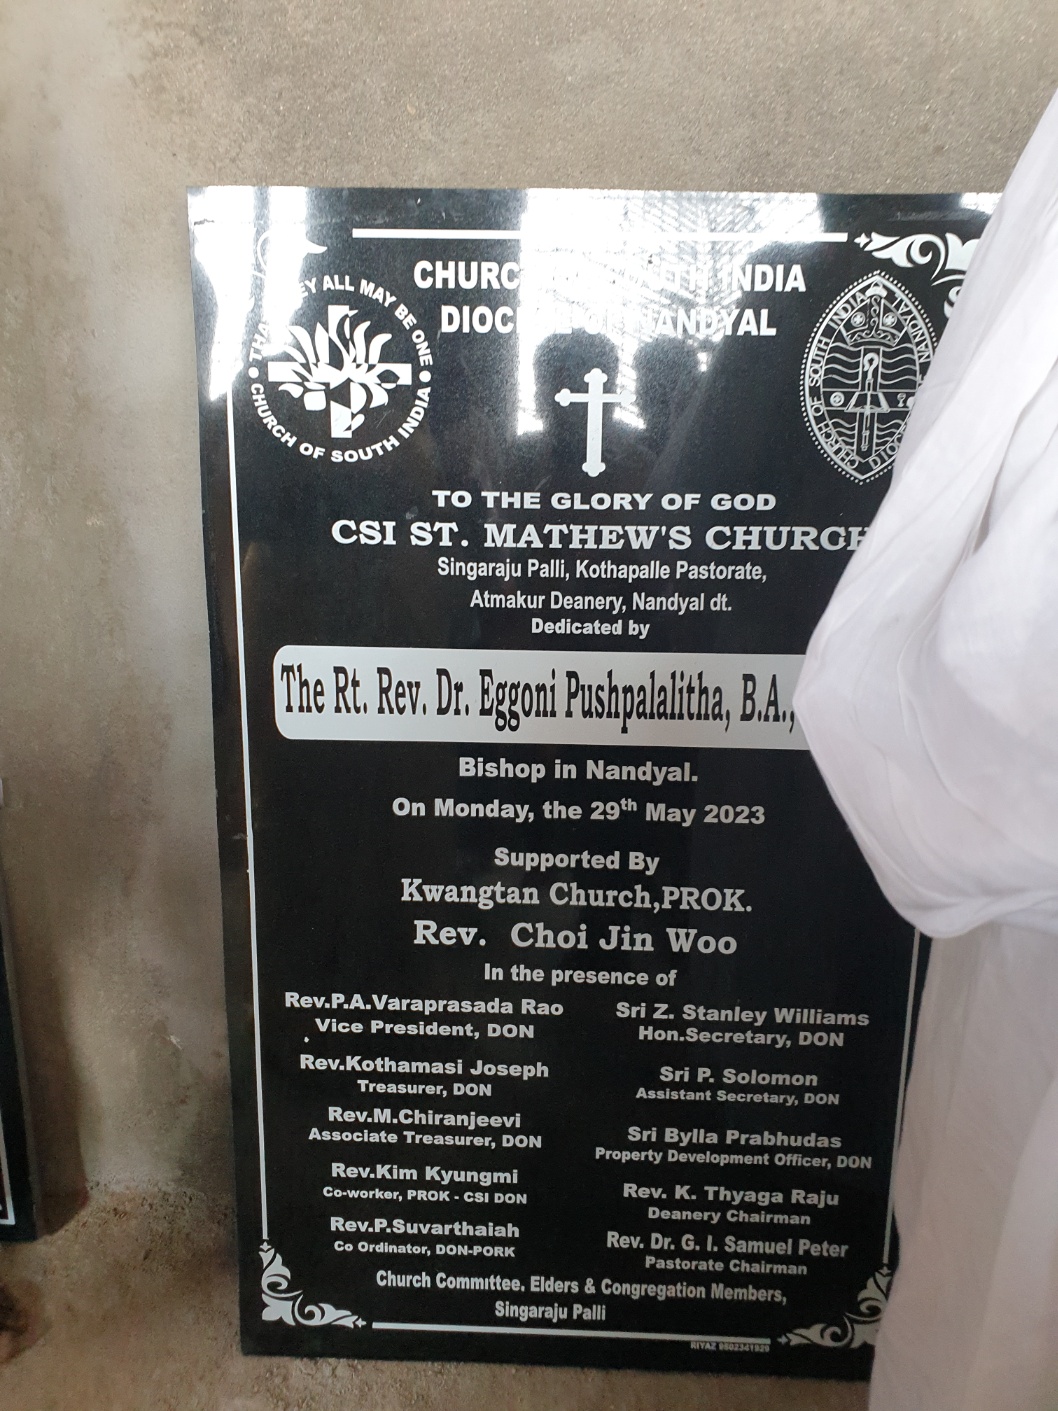 CHURC UTH INDIA
DIOC NANDYAL
THA EY ALL MAY BE ONE
CHURCH OF SOUTH INDIA
TO THE GLORY OF GOD
CSI ST. MATHEW'S CHURCH
Singaraju Palli, Kothapalle Pastorate,
Atmakur Deanery, Nandyal dt.
Dedicated by
The Rt. Rev. Dr. Eggoni Pushpalalitha, B.A.,
Bishop in Nandyal.
On Monday, the 29th May 2023
Supported By
Kwangtan Church,PROK.
Rev. Choi Jin Woo
In the presence of
Rev.P.A.Varaprasada Rao
Vice President, DON
Rev.Kothamasi Joseph
Treasurer, DON
Rev.M.Chiranjeevi
Associate Treasurer, DON
Rev.Kim Kyungmi
Co-worker, PROK - CSI DON
Rev.P.Suvarthaiah
Co Ordinator, DON-PORK
Sri Z. Stanley Williams
Hon.Secretary, DON
Sri P. Solomon
Assistant Secretary, DON
Sri Bylla Prabhudas
Property Development Officer, DON
Rev. K. Thyaga Raju
Deanery Chairman
Rev. Dr. G. I. Samuel Peter
Pastorate Chairman
Church Committee. Elders & Congregation Members,
Singaraju Palli
RIYAZ